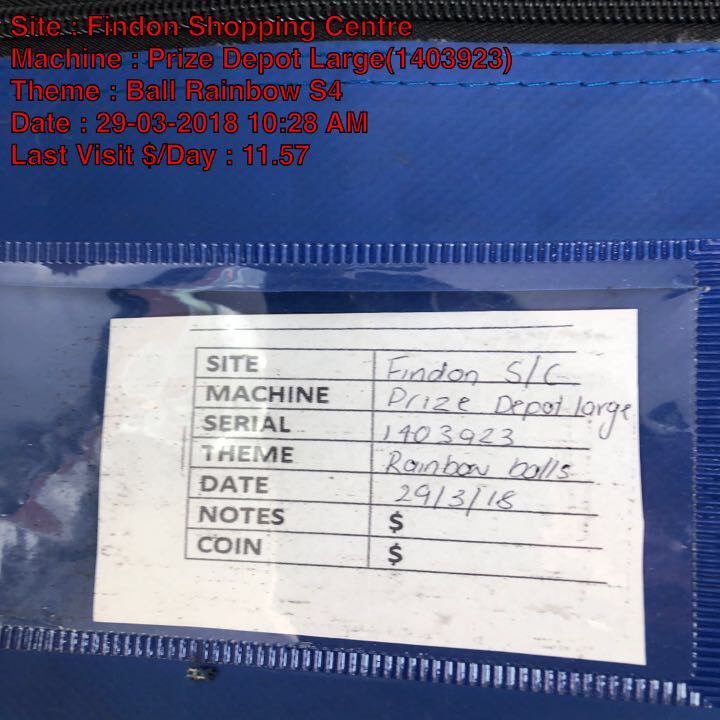 Site : Findon Shopping Centre
Machine : Prize Depot Large(1403923)
Theme : Ball Rainbow S4
Date : 29-03-2018 10:28 AM
Last Visit $/Day : 11.57
SITE Findon S/C
MACHINE Prize Depot large
SERIAL 1403923
THEME Rainbow balls
DATE 29/3/18
NOTES $
COIN $